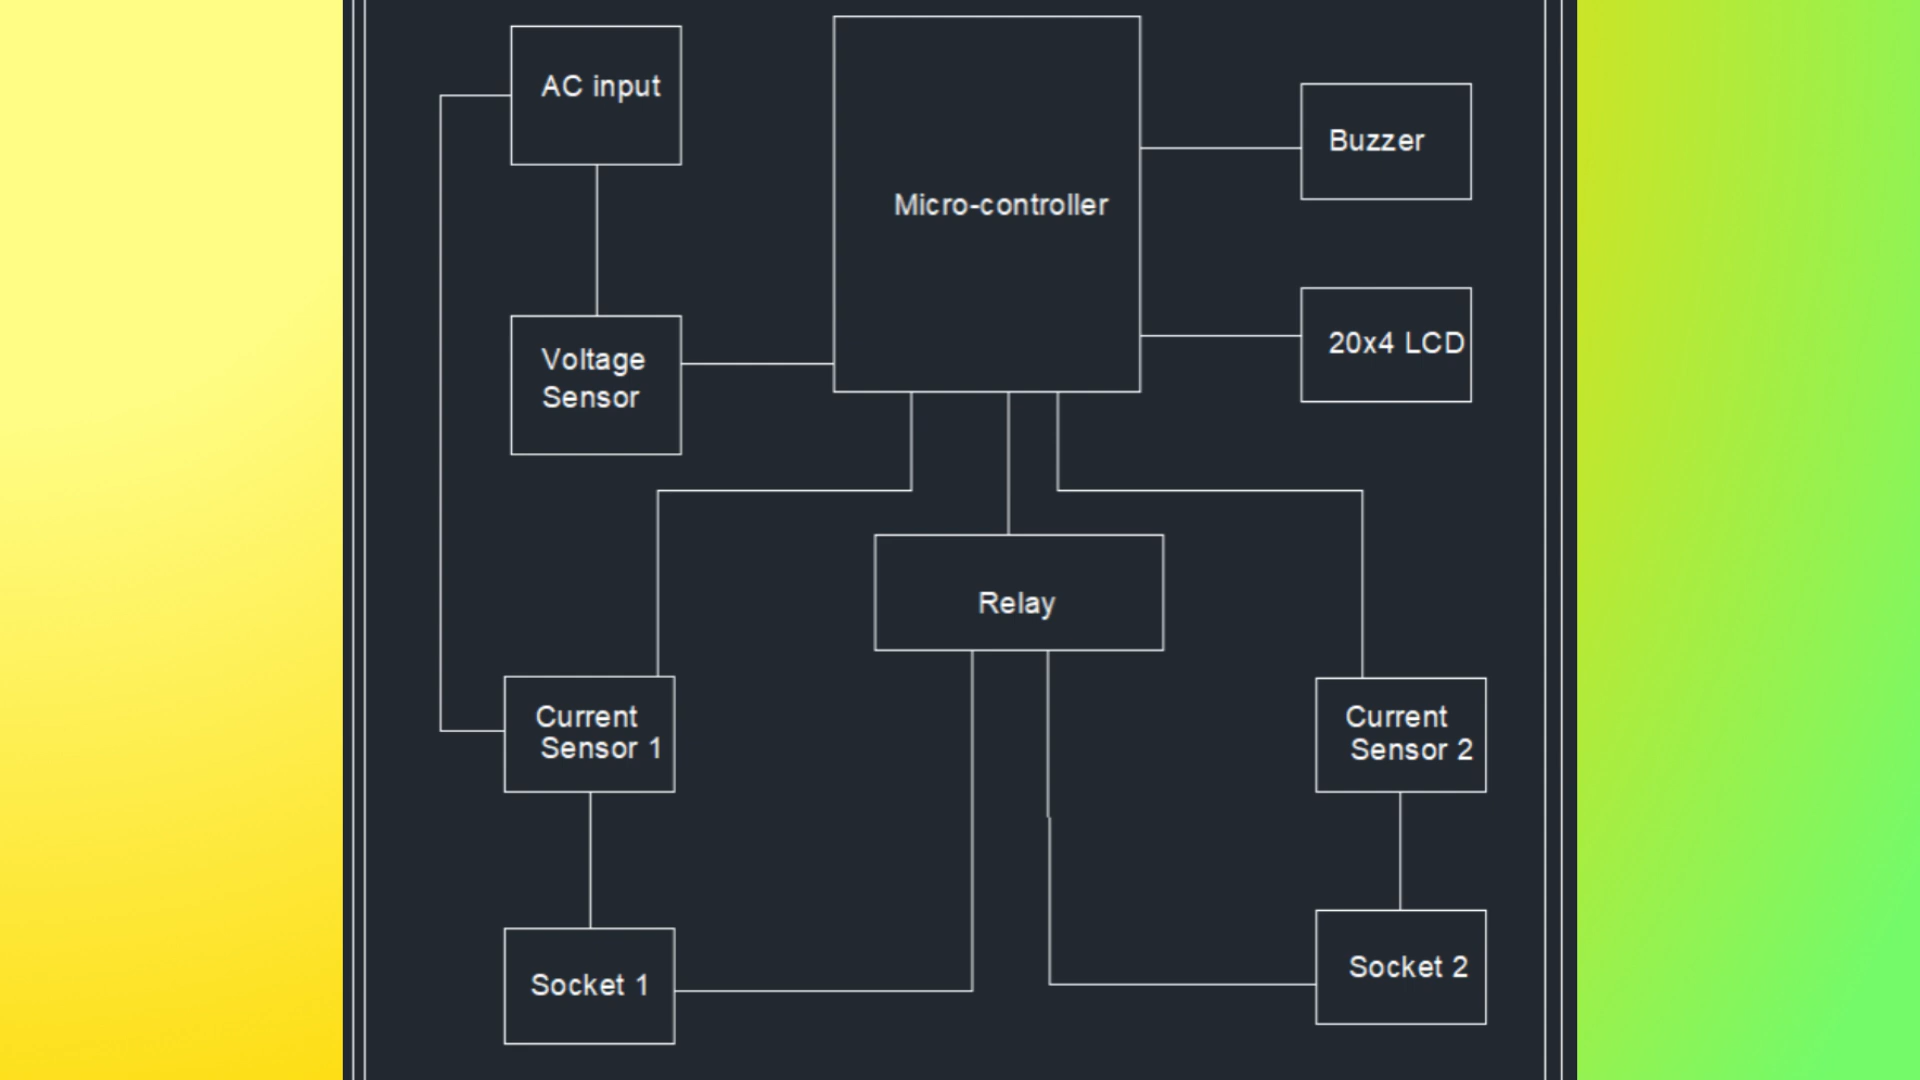 AC input
Micro-controller
Buzzer
Voltage
Sensor
20x4 LCD
Relay
Current
Sensor 1
Current
Sensor 2
Socket 1
Socket 2